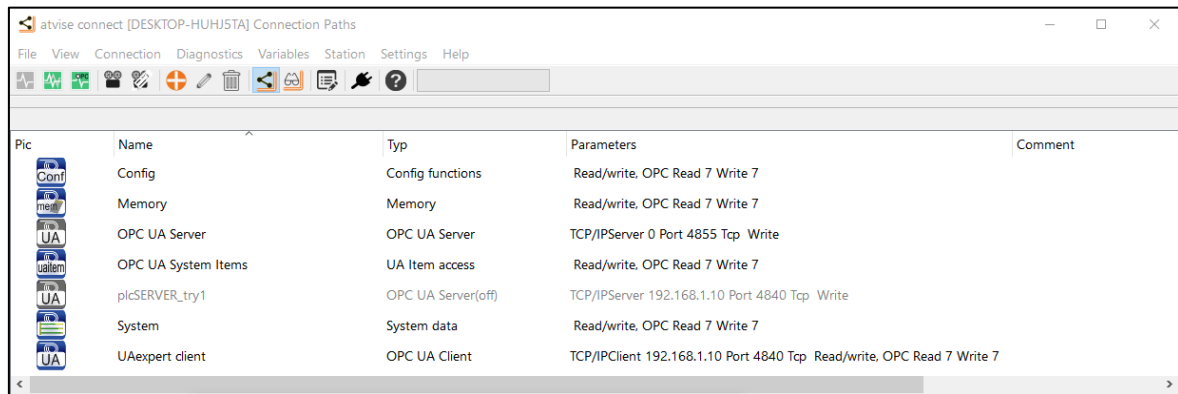 atvise connect [DESKTOP-HUHJ5TA] Connection Paths
File View Connection Diagnostics Variables Station Settings Help
OPC
Pic Name Typ Parameters Comment
Conf Config Config functions Read/write, OPC Read 7 Write 7
mem Memory Memory Read/write, OPC Read 7 Write 7
UA OPC UA Server OPC UA Server TCP/IPServer 0 Port 4855 Tcp Write
uaitem OPC UA System Items UA Item access Read/write, OPC Read 7 Write 7
UA plcSERVER_try1 OPC UA Server(off) TCP/IPServer 192.168.1.10 Port 4840 Tcp Write
System System data Read/write, OPC Read 7 Write 7
UA UAexpert client OPC UA Client TCP/IPClient 192.168.1.10 Port 4840 Tcp Read/write, OPC Read 7 Write 7